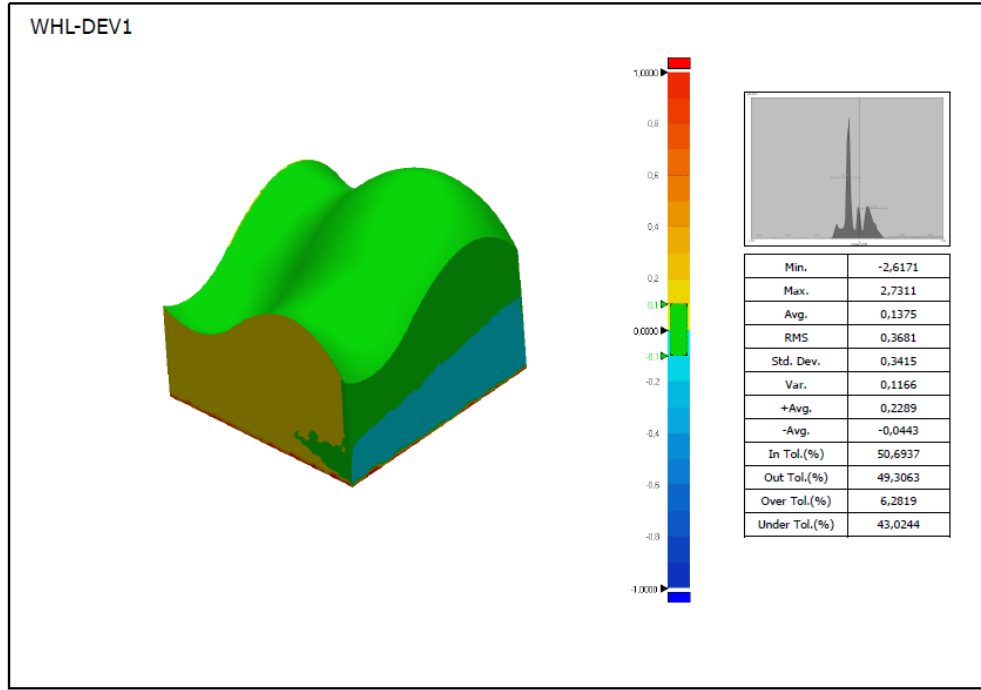 WHL-DEV1
1,0000
0,8
0,6
0,4
0,2
0,1
0,0000
-0,1
-0,2
-0,4
-0,6
-0,8
-1,0000
Min. -2,6171
Max. 2,7311
Avg. 0,1375
RMS 0,3681
Std. Dev. 0,3415
Var. 0,1166
+Avg. 0,2289
-Avg. -0,0443
In Tol.(%) 50,6937
Out Tol.(%) 49,3063
Over Tol.(%) 6,2819
Under Tol.(%) 43,0244